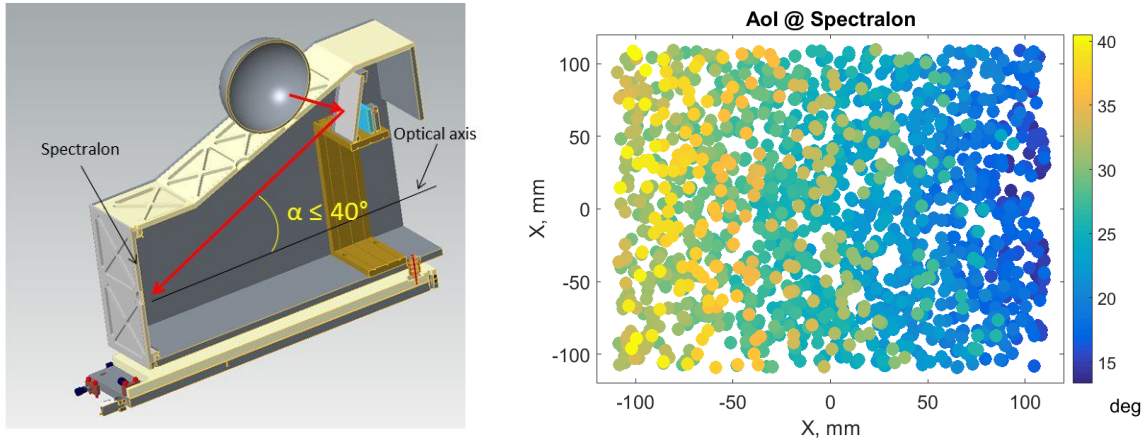 Spectralon
Optical axis
α ≤ 40°
AoI @ Spectralon
100
50
0
-50
-100
X, mm
-100
-50
0
50
100
X, mm
40
35
30
25
20
15
deg